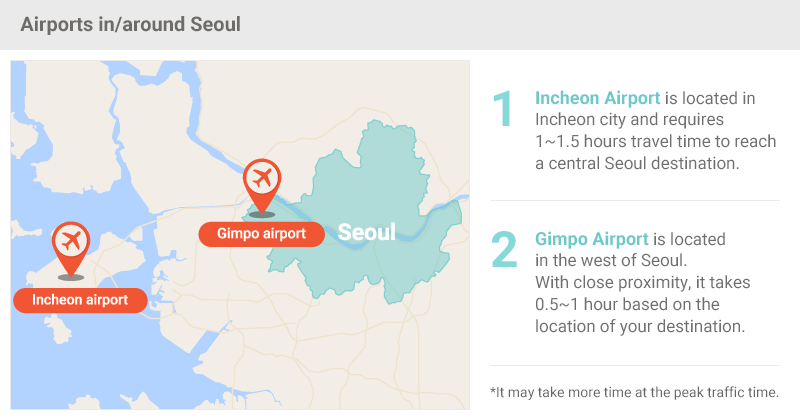 Airports in/around Seoul
Gimpo airport
Seoul
Incheon airport
1
Incheon Airport is located in
Incheon city and requires
1~1.5 hours travel time to reach
a central Seoul destination.
2
Gimpo Airport is located
in the west of Seoul.
With close proximity, it takes
0.5~1 hour based on the
location of your destination.
*It may take more time at the peak traffic time.